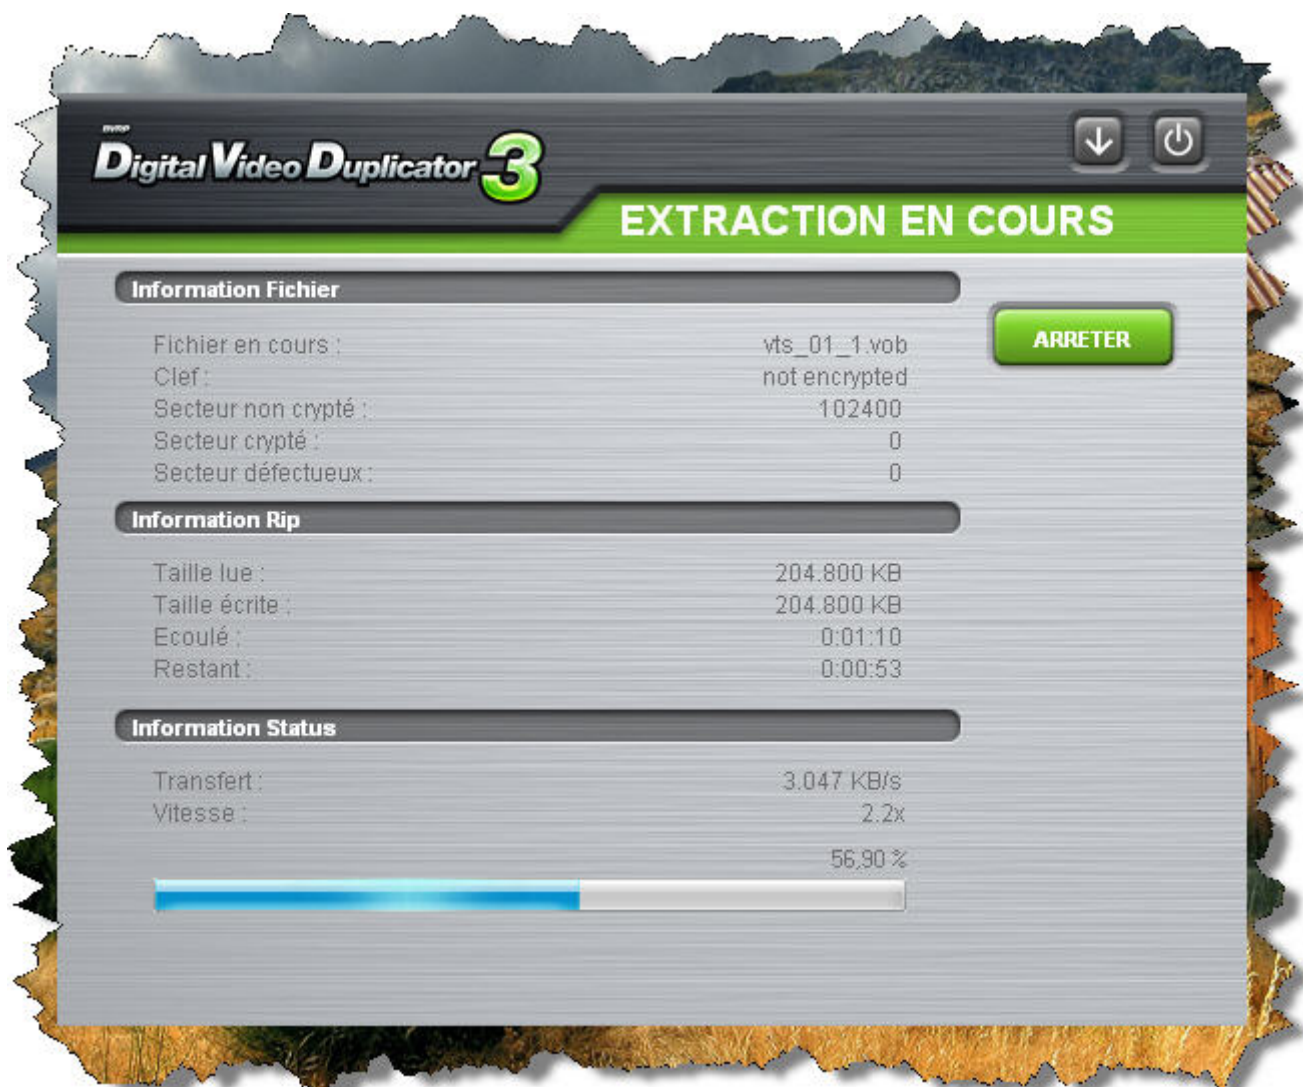 Digital Video Duplicator 3
EXTRACTION EN COURS
Information Fichier
ARRETER
Fichier en cours : vts_01_1.vob
Clef : not encrypted
Secteur non crypté : 102400
Secteur crypté : 0
Secteur défectueux : 0
Information Rip
Taille lue : 204.800 KB
Taille écrite : 204.800 KB
Ecoulé : 0:01:10
Restant : 0:00:53
Information Status
Transfert : 3.047 KB/s
Vitesse : 2.2x
56,90 %